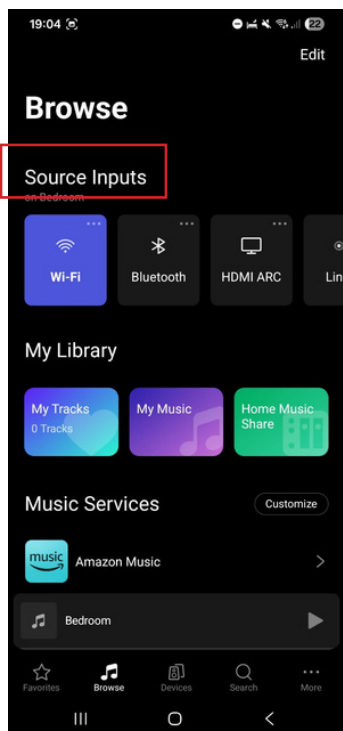 19:04
22
Edit
Browse
Source Inputs
on Bedroom
Wi-Fi
Bluetooth
HDMI ARC
Lin
My Library
My Tracks
0 Tracks
My Music
Home Music
Share
Music Services
Customize
music
Amazon Music
Bedroom
Favorites
Browse
Devices
Search
More